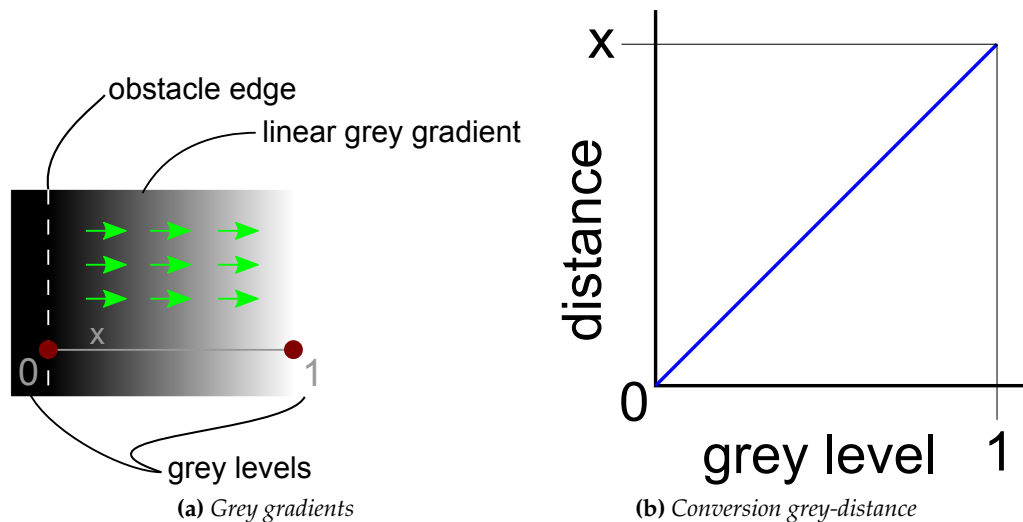 obstacle edge
linear grey gradient
x
0
1
grey levels
(a) Grey gradients
x
distance
0
grey level
1
(b) Conversion grey-distance